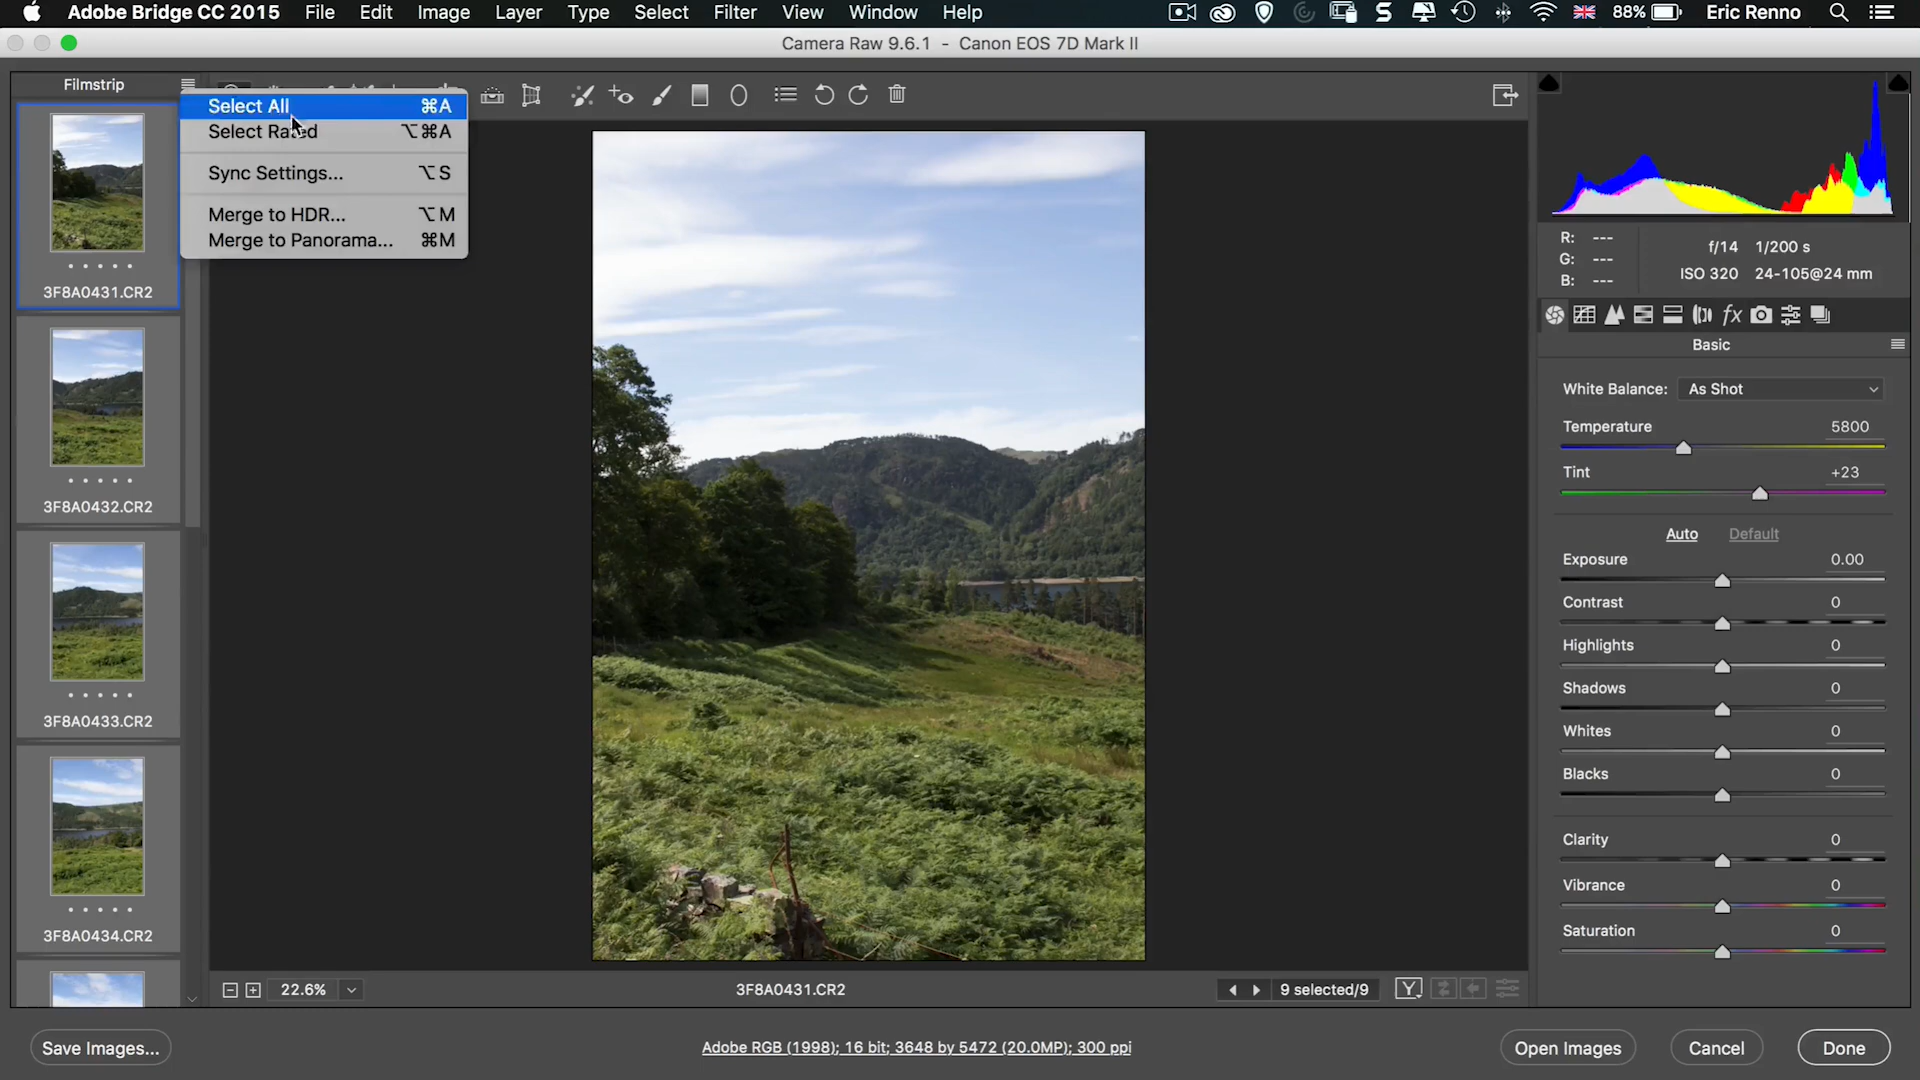 Adobe Bridge CC 2015 File Edit Image Layer Type Select Filter View Window Help 88% Eric Renno
Camera Raw 9.6.1 - Canon EOS 7D Mark II
Filmstrip
Select All ⌘A
Select Rated ⌥⌘A
Sync Settings... ⌥S
Merge to HDR... ⌥M
Merge to Panorama... ⌘M
3F8A0431.CR2
3F8A0432.CR2
3F8A0433.CR2
3F8A0434.CR2
R: --- f/14 1/200 s
G: ---
B: --- ISO 320 24-105@24 mm
fx
Basic
White Balance: As Shot
Temperature 5800
Tint +23
Auto Default
Exposure 0.00
Contrast 0
Highlights 0
Shadows 0
Whites 0
Blacks 0
Clarity 0
Vibrance 0
Saturation 0
22.6% 3F8A0431.CR2 9 selected/9 Y
Save Images... Adobe RGB (1998); 16 bit; 3648 by 5472 (20.0MP); 300 ppi Open Images Cancel Done